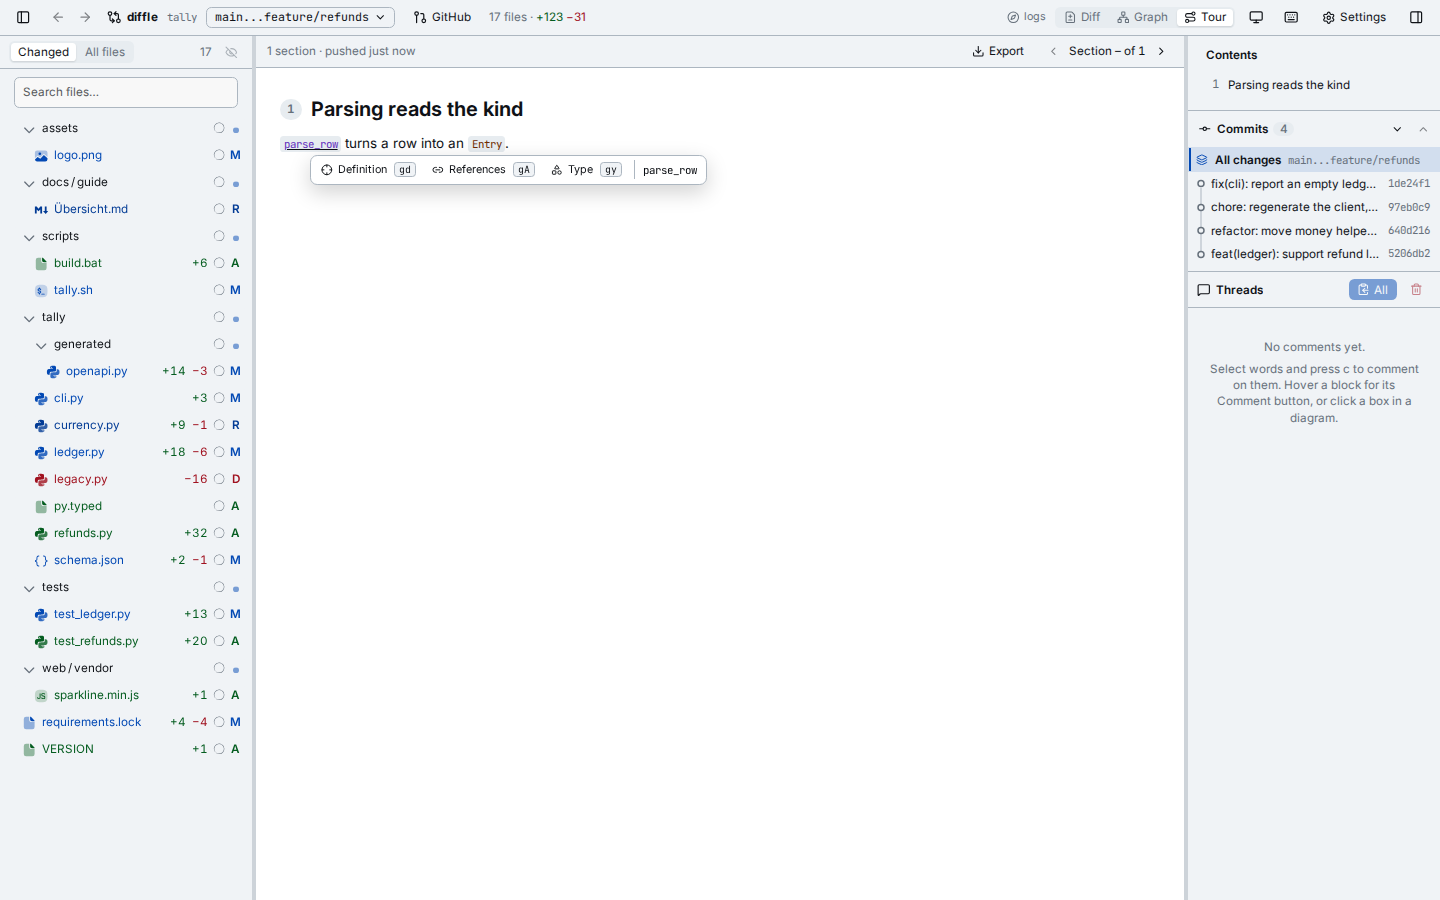 diffle tally main...feature/refunds GitHub 17 files · +123 −31 logs Diff Graph Tour Settings
Changed All files 17
Search files...
assets
logo.png M
docs/guide
Übersicht.md R
scripts
build.bat +6 A
tally.sh M
tally
generated
openapi.py +14 −3 M
cli.py +3 M
currency.py +9 −1 R
ledger.py +18 −6 M
legacy.py −16 D
py.typed A
refunds.py +32 A
schema.json +2 −1 M
tests
test_ledger.py +13 M
test_refunds.py +20 A
web/vendor
sparkline.min.js +1 A
requirements.lock +4 −4 M
VERSION +1 A
1 section · pushed just now Export Section – of 1
1 Parsing reads the kind
parse_row turns a row into an Entry.
Definition gd References gA Type gy parse_row
Contents
1 Parsing reads the kind
Commits 4
All changes main...feature/refunds
fix(cli): report an empty ledg... 1de24f1
chore: regenerate the client,... 97eb0c9
refactor: move money helpe... 640d216
feat(ledger): support refund l... 5206db2
Threads All
No comments yet.
Select words and press c to comment
on them. Hover a block for its
Comment button, or click a box in a
diagram.